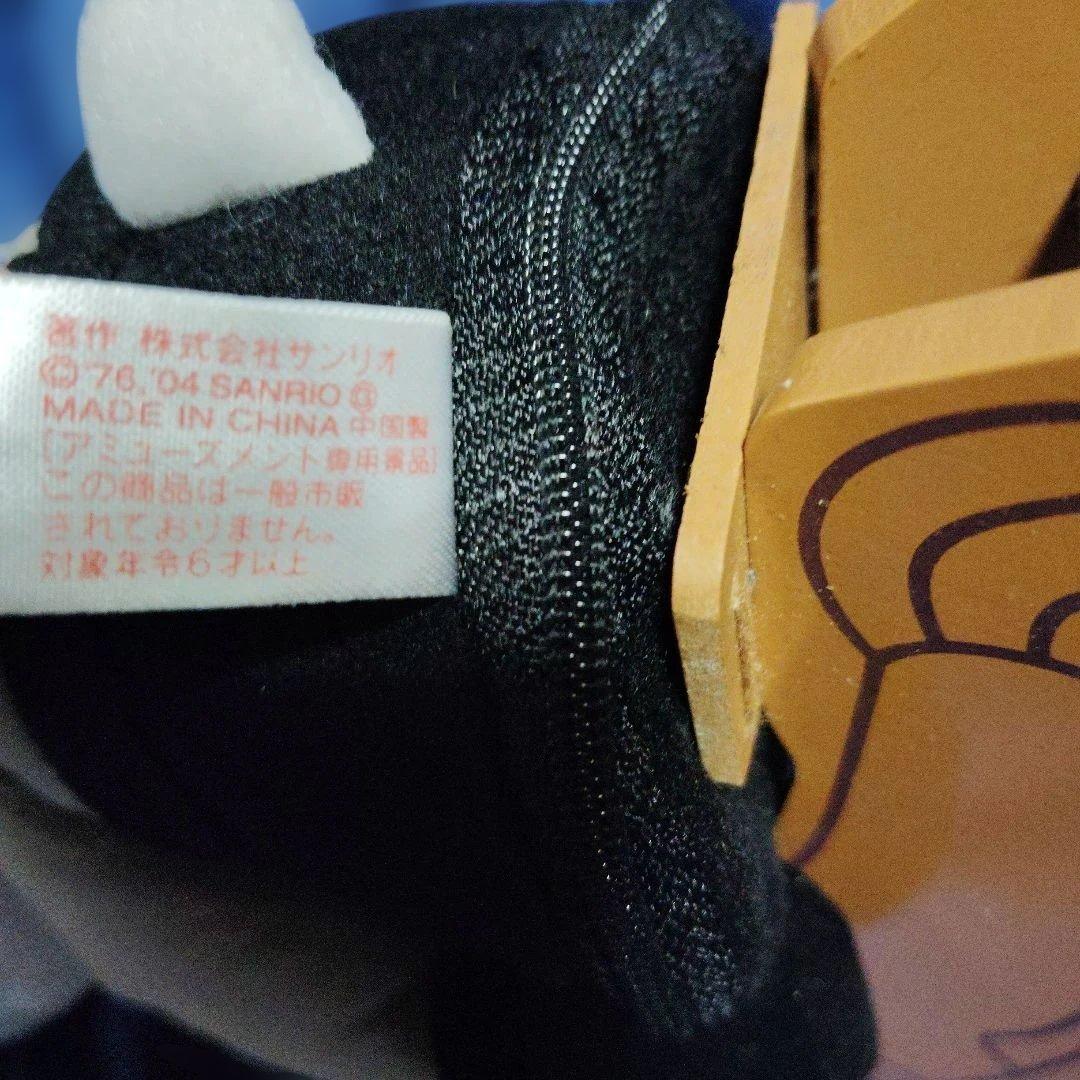 著作 株式会社サンリオ
©'76,'04 SANRIO Ⓖ
MADE IN CHINA 中国製
[アミューズメント専用景品]
この商品は一般市販
されておりません。
対象年令6才以上